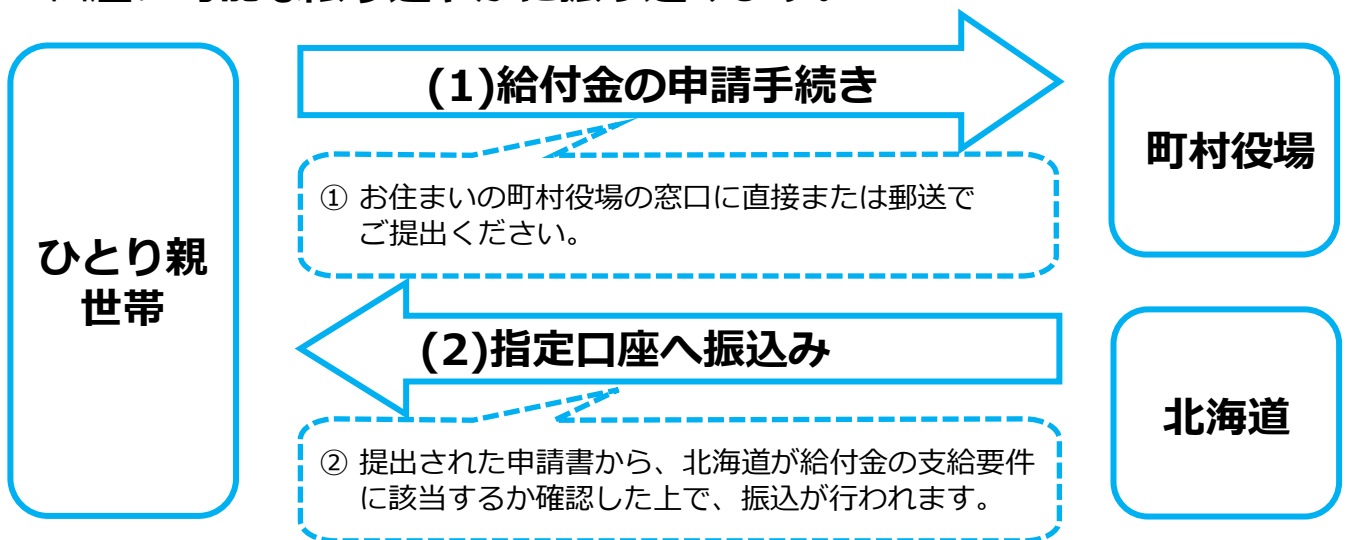 (1)給付金の申請手続き
町村役場
① お住まいの町村役場の窓口に直接または郵送で
ご提出ください。
ひとり親
世帯
(2)指定口座へ振込み
北海道
② 提出された申請書から、北海道が給付金の支給要件
に該当するか確認した上で、振込が行われます。